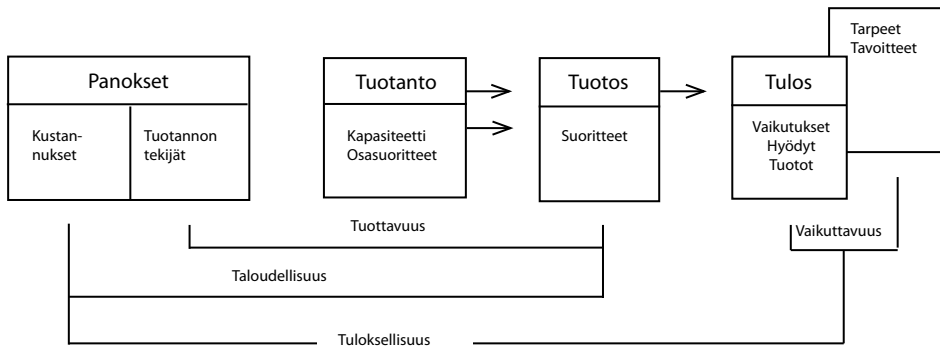 Tarpeet
Tavoitteet
Panokset
Tuotanto
Tuotos
Tulos
Kustan-
nukset
Tuotannon
tekijät
Kapasiteetti
Osasuoritteet
Suoritteet
Vaikutukset
Hyödyt
Tuotot
Tuottavuus
Vaikuttavuus
Taloudellisuus
Tuloksellisuus